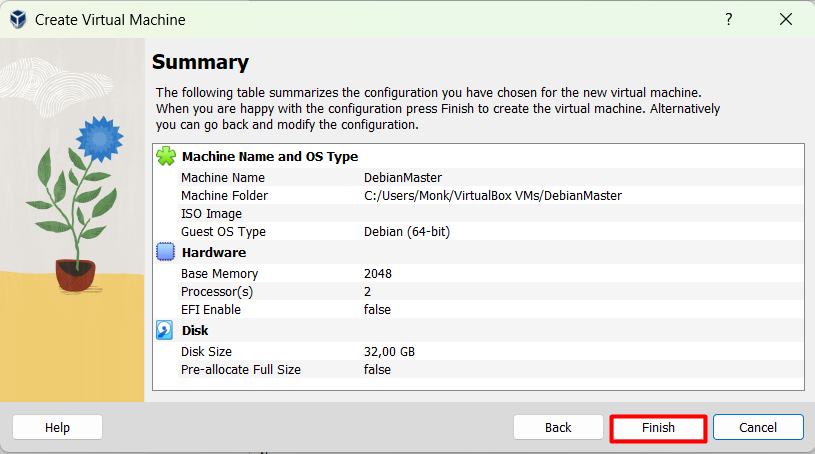 Create Virtual Machine
?
Summary
The following table summarizes the configuration you have chosen for the new virtual machine.
When you are happy with the configuration press Finish to create the virtual machine. Alternatively
you can go back and modify the configuration.
Machine Name and OS Type
Machine Name DebianMaster
Machine Folder C:/Users/Monk/VirtualBox VMs/DebianMaster
ISO Image
Guest OS Type Debian (64-bit)
Hardware
Base Memory 2048
Processor(s) 2
EFI Enable false
Disk
Disk Size 32,00 GB
Pre-allocate Full Size false
Help Back Finish Cancel